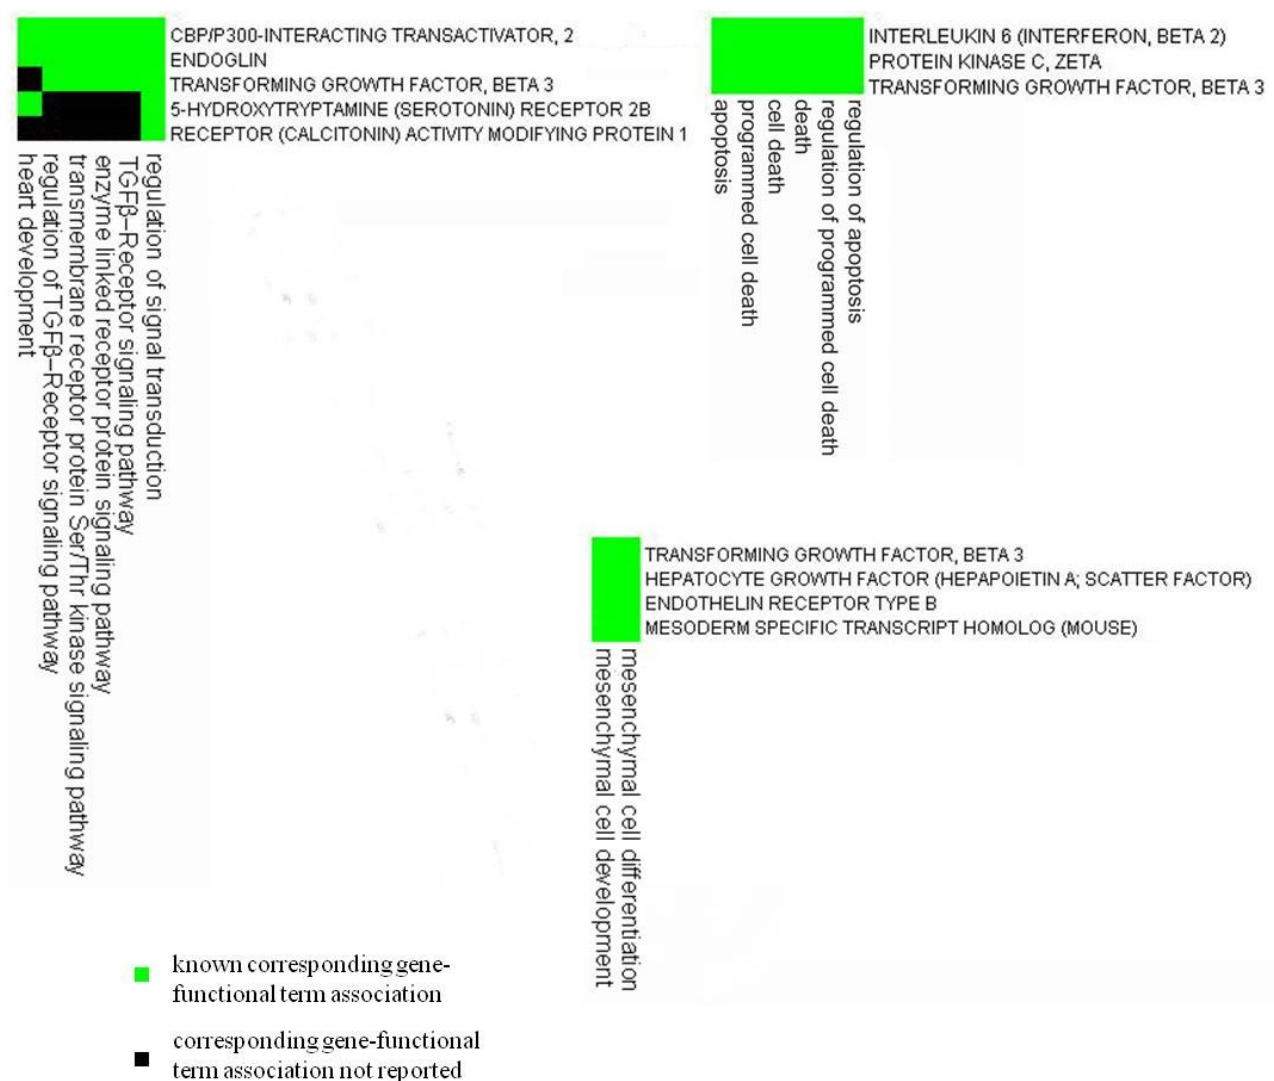 CBP/P300-INTERACTING TRANSACTIVATOR, 2
ENDOGLIN
TRANSFORMING GROWTH FACTOR, BETA 3
5-HYDROXYTRYPTAMINE (SEROTONIN) RECEPTOR 2B
RECEPTOR (CALCITONIN) ACTIVITY MODIFYING PROTEIN 1
regulation of signal transduction
TGFβ–Receptor signaling pathway
enzyme linked receptor protein signaling pathway
transmembrane receptor protein Ser/Thr kinase signaling pathway
regulation of TGFβ–Receptor signaling pathway
heart development
INTERLEUKIN 6 (INTERFERON, BETA 2)
PROTEIN KINASE C, ZETA
TRANSFORMING GROWTH FACTOR, BETA 3
regulation of apoptosis
regulation of programmed cell death
death
cell death
programmed cell death
apoptosis
TRANSFORMING GROWTH FACTOR, BETA 3
HEPATOCYTE GROWTH FACTOR (HEPAPOIETIN A; SCATTER FACTOR)
ENDOTHELIN RECEPTOR TYPE B
MESODERM SPECIFIC TRANSCRIPT HOMOLOG (MOUSE)
mesenchymal cell differentiation
mesenchymal cell development
known corresponding gene-
functional term association
corresponding gene-functional
term association not reported